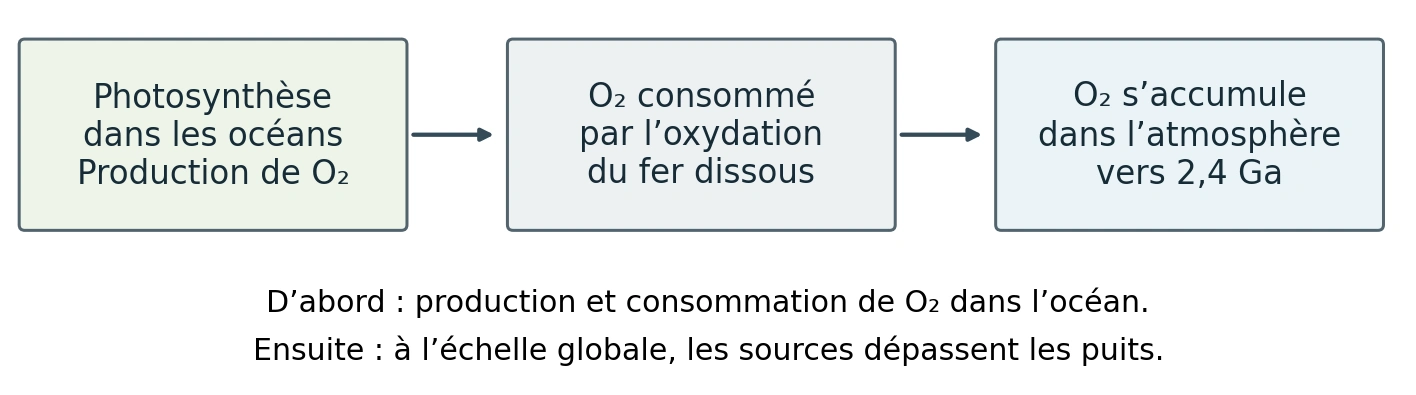 Photosynthèse
dans les océans
Production de O₂
O₂ consommé
par l’oxydation
du fer dissous
O₂ s’accumule
dans l’atmosphère
vers 2,4 Ga
D’abord : production et consommation de O₂ dans l’océan.
Ensuite : à l’échelle globale, les sources dépassent les puits.